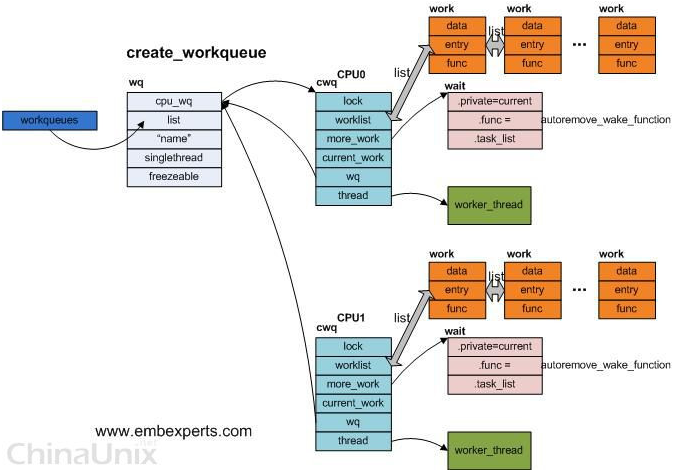 create_workqueue
workqueues
wq
cpu_wq
list
"name"
singlethread
freezeable
CPU0
cwq
lock
worklist
more_work
current_work
wq
thread
list
work
data
entry
func
list
work
data
entry
func
...
work
data
entry
func
wait
.private=current
.func =
autoremove_wake_function
.task_list
worker_thread
CPU1
cwq
lock
worklist
more_work
current_work
wq
thread
list
work
data
entry
func
list
work
data
entry
func
...
work
data
entry
func
wait
.private=current
.func =
autoremove_wake_function
.task_list
worker_thread
www.embexperts.com
ChinaUnix
.net